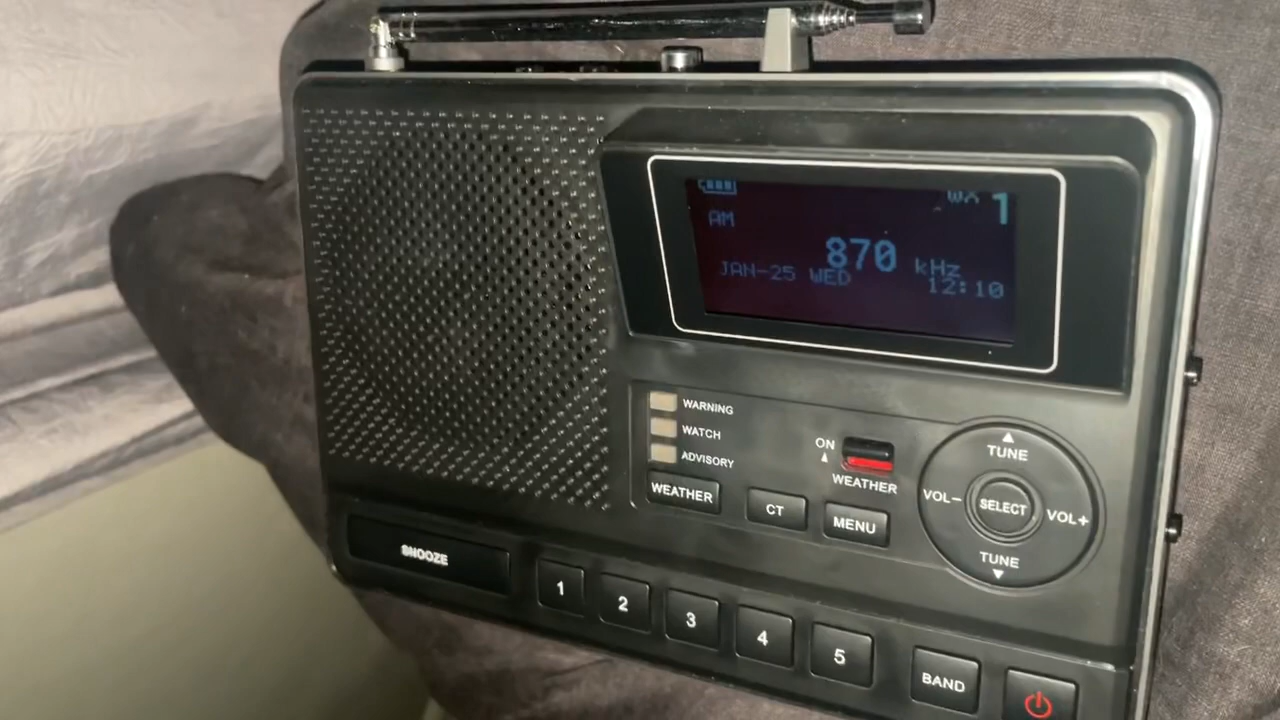 WX 1
AM
870 kHz
JAN-25 WED 12:10
WARNING
WATCH
ADVISORY
ON
WEATHER
WEATHER
CT
MENU
TUNE
VOL-
SELECT
VOL+
TUNE
SNOOZE
1
2
3
4
5
BAND